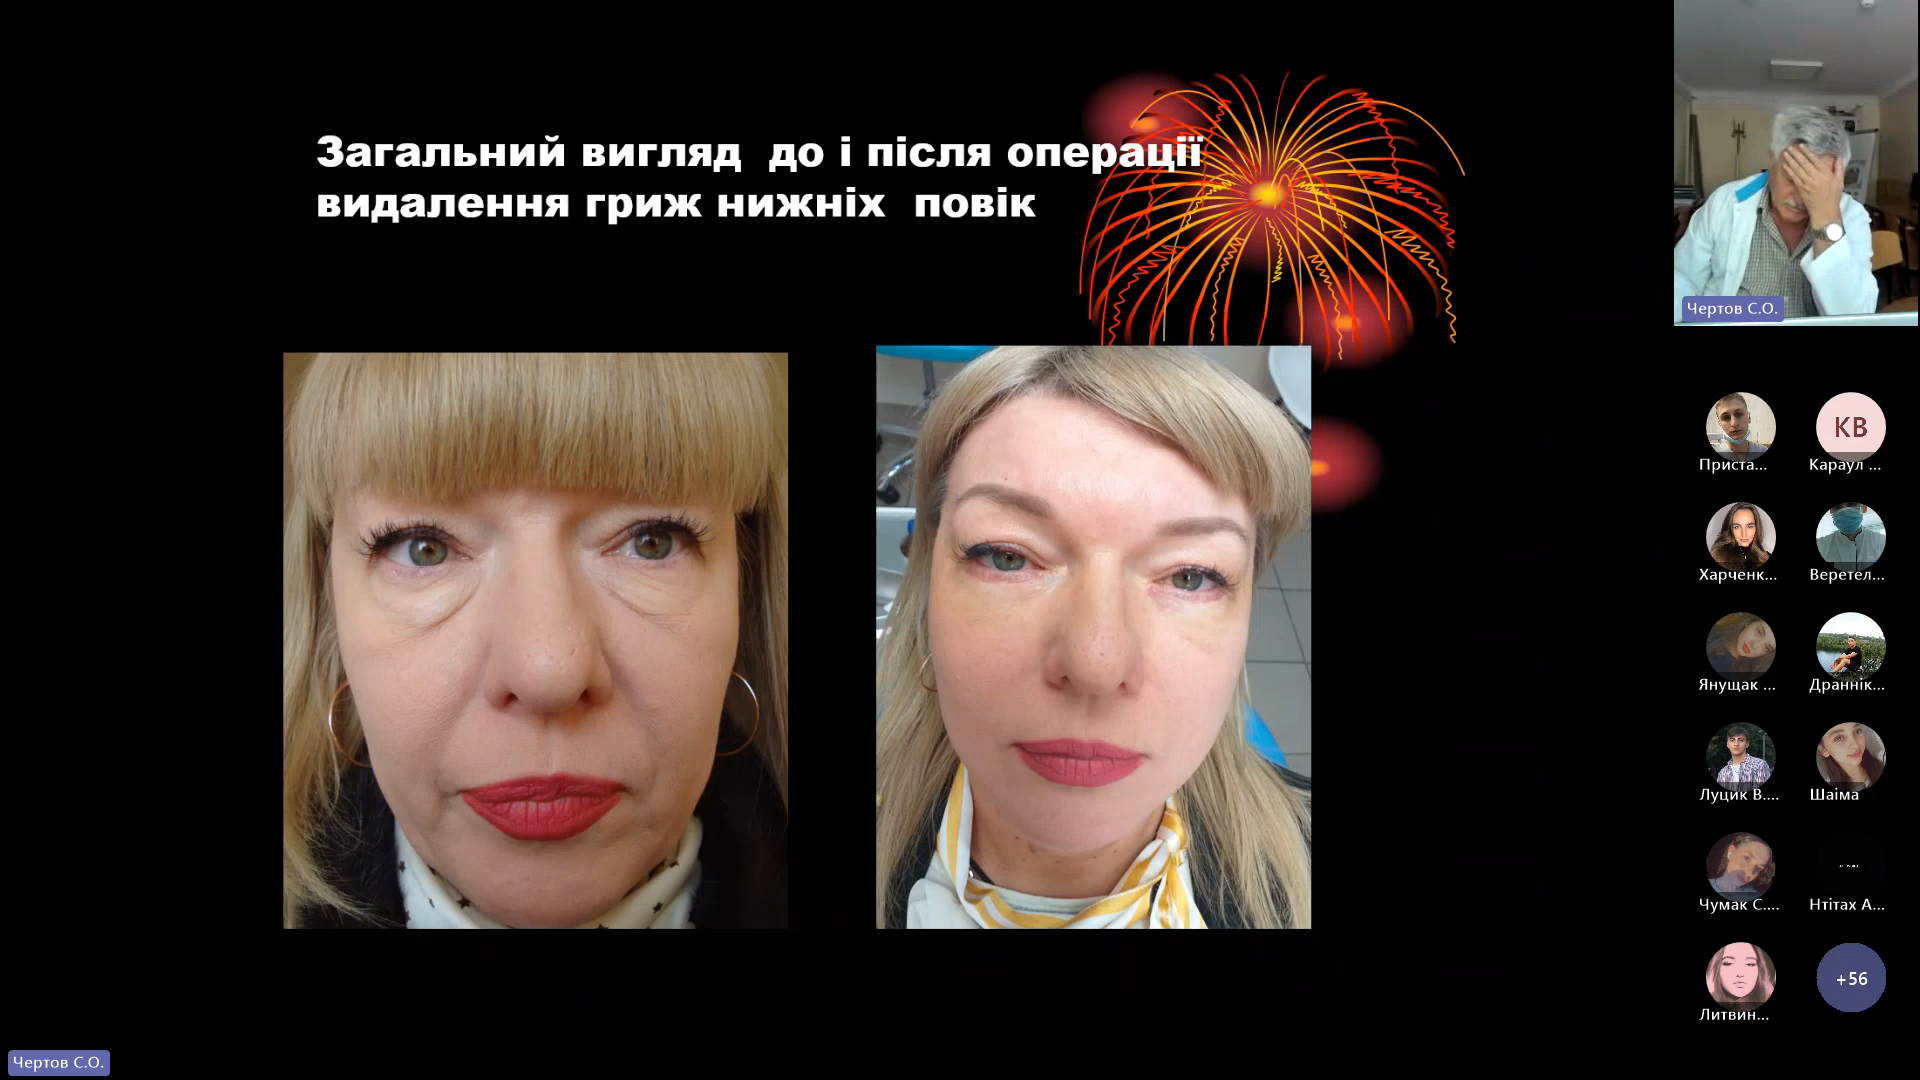 Загальний вигляд до і після операції
видалення гриж нижніх повік
Чертов С.О.
Приста...
КВ
Караул ...
Харченк...
Веретел...
Янущак ...
Драннік...
Луцик В....
Шаіма
Чумак С....
Нтітах А...
Литвин...
+56
Чертов С.О.